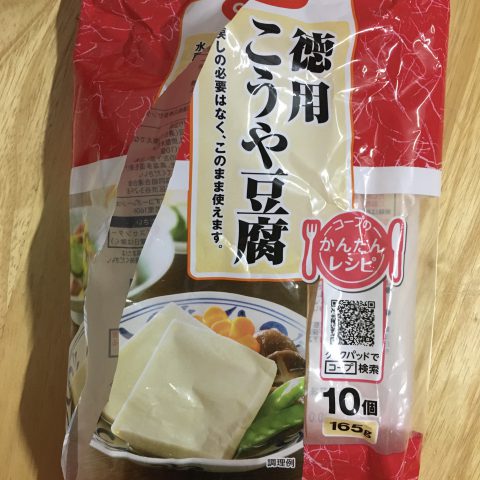 徳用
こうや豆腐
戻しの必要はなく、このまま使えます。
コープの
かんたん
レシピ
クックパッドで
コープ 検索
10個
165g
調理例